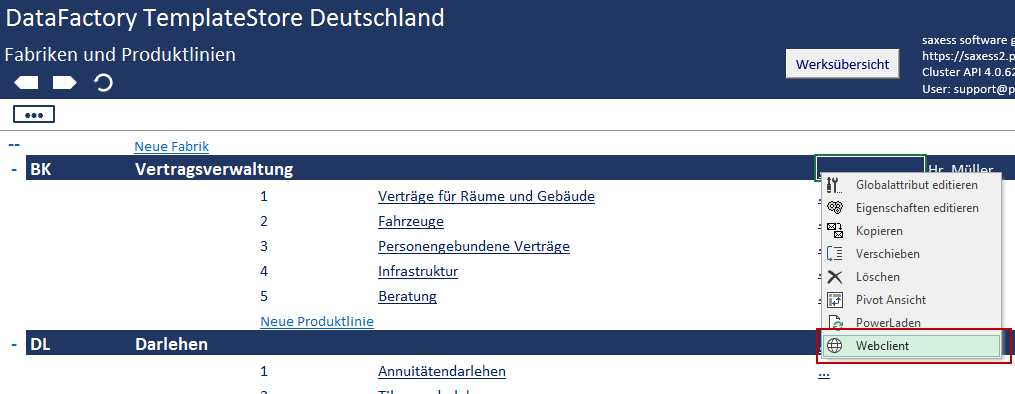 DataFactory TemplateStore Deutschland
saxess software g
Fabriken und Produktlinien
https://saxess2.p
Werksübersicht
Cluster API 4.0.62
User: support@p
...
-- Neue Fabrik
- BK Vertragsverwaltung Hr. Müller
1 Verträge für Räume und Gebäude
2 Fahrzeuge
3 Personengebundene Verträge
4 Infrastruktur
5 Beratung
Neue Produktlinie
- DL Darlehen
1 Annuitätendarlehen ...
Globalattribut editieren
Eigenschaften editieren
Kopieren
Verschieben
Löschen
Pivot Ansicht
PowerLaden
Webclient